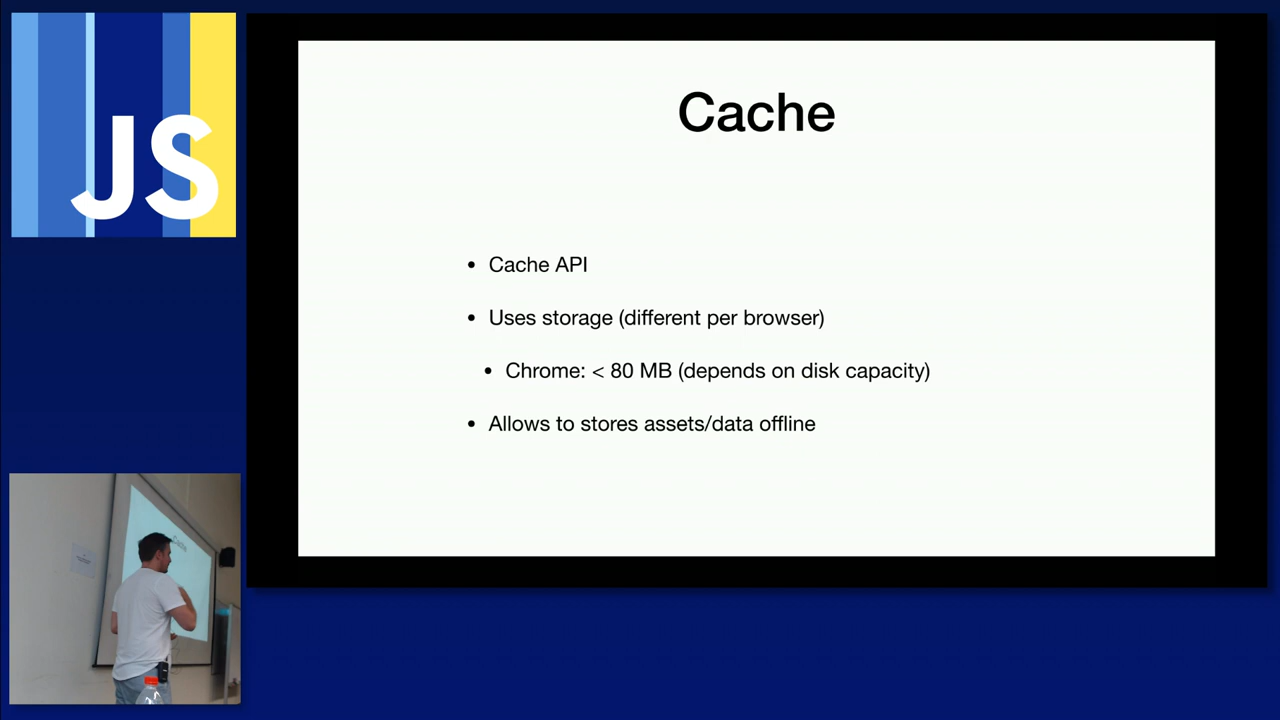 JS
Cache
• Cache API
• Uses storage (different per browser)
• Chrome: < 80 MB (depends on disk capacity)
• Allows to stores assets/data offline